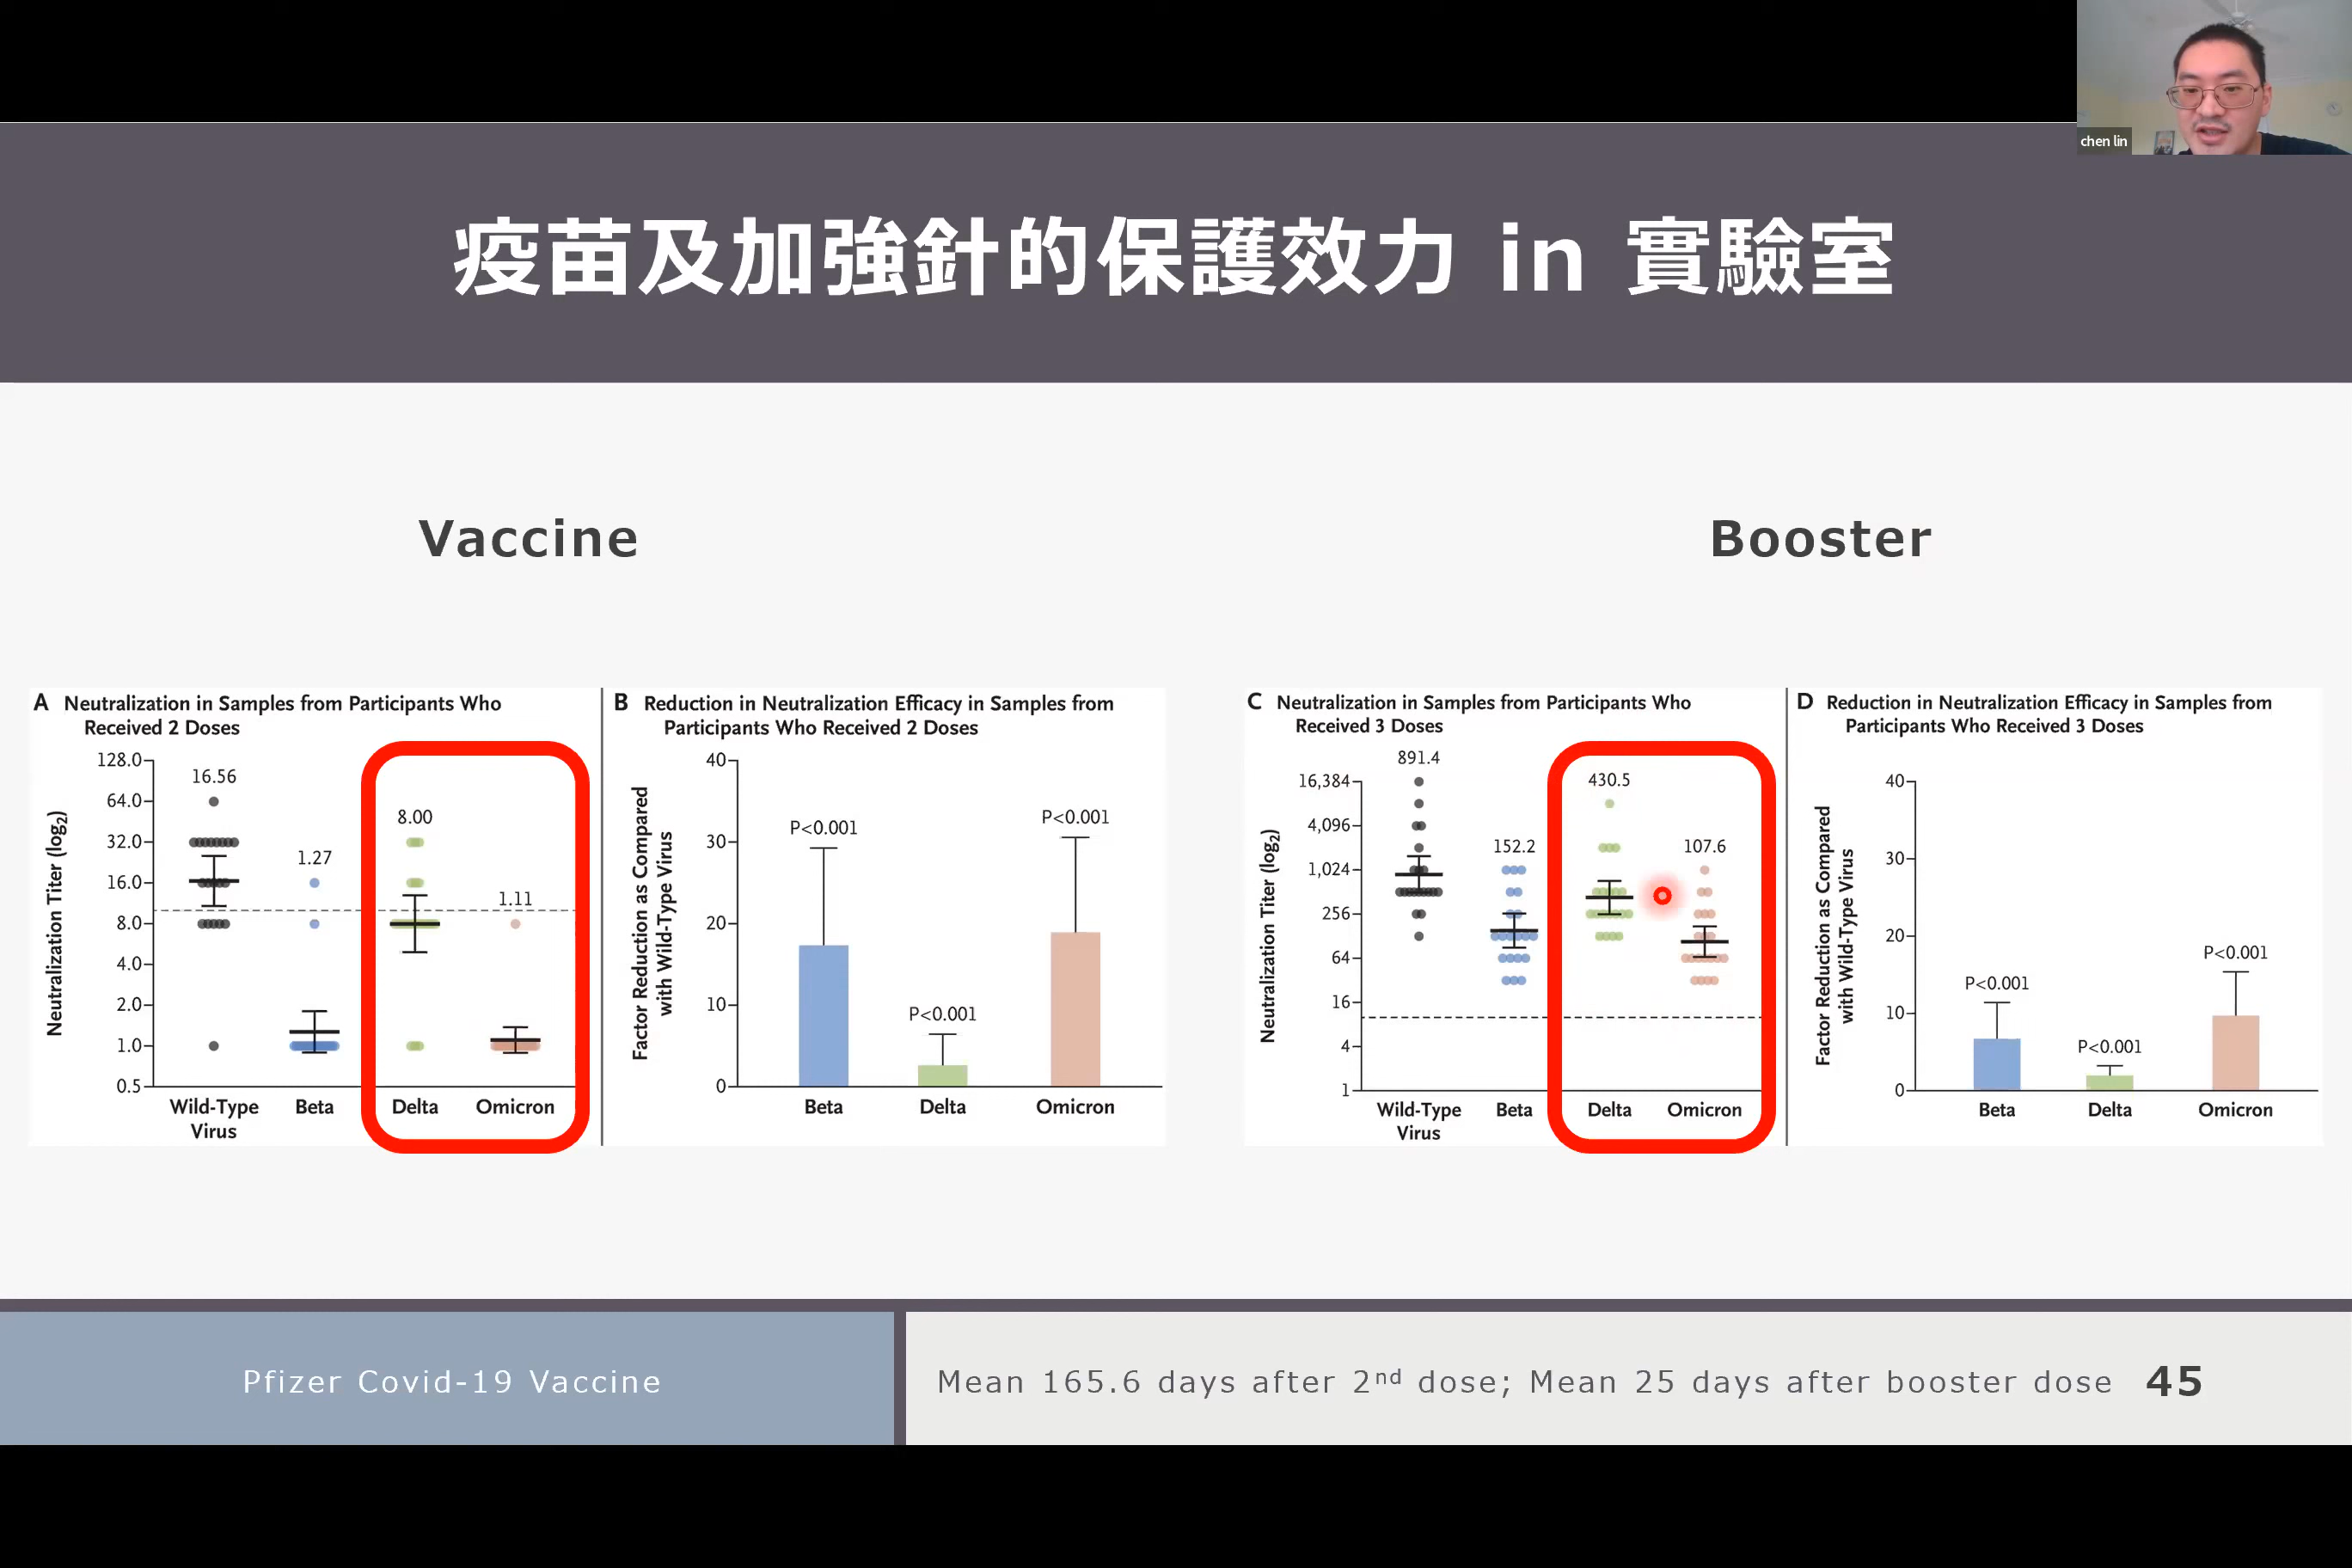 chen lin
疫苗及加強針的保護效力 in 實驗室
Vaccine
Booster
A Neutralization in Samples from Participants Who
Received 2 Doses
Neutralization Titer (log2)
128.0
64.0
32.0
16.0
8.0
4.0
2.0
1.0
0.5
16.56
1.27
8.00
1.11
Wild-Type
Virus
Beta
Delta
Omicron
B Reduction in Neutralization Efficacy in Samples from
Participants Who Received 2 Doses
Factor Reduction as Compared
with Wild-Type Virus
40
30
20
10
0
P<0.001
P<0.001
P<0.001
Beta
Delta
Omicron
C Neutralization in Samples from Participants Who
Received 3 Doses
Neutralization Titer (log2)
16,384
4,096
1,024
256
64
16
4
1
891.4
152.2
430.5
107.6
Wild-Type
Virus
Beta
Delta
Omicron
D Reduction in Neutralization Efficacy in Samples from
Participants Who Received 3 Doses
Factor Reduction as Compared
with Wild-Type Virus
40
30
20
10
0
P<0.001
P<0.001
P<0.001
Beta
Delta
Omicron
Pfizer Covid-19 Vaccine
Mean 165.6 days after 2nd dose; Mean 25 days after booster dose 45